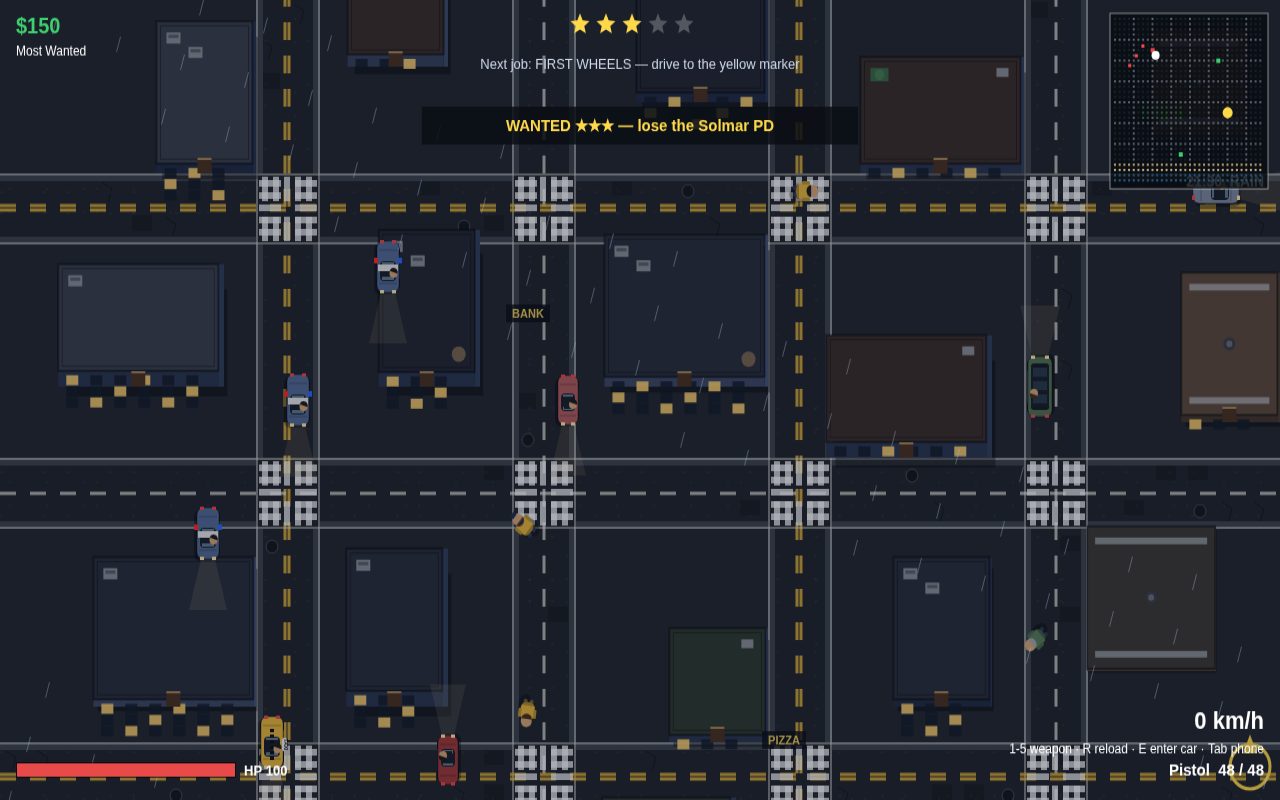 $150
Most Wanted
Next job: FIRST WHEELS — drive to the yellow marker
WANTED ★★★ — lose the Solmar PD
BANK
PIZZA
0 km/h
1-5 weapon · R reload · E enter car · Tab phone
Pistol 48 / 48
HP 100